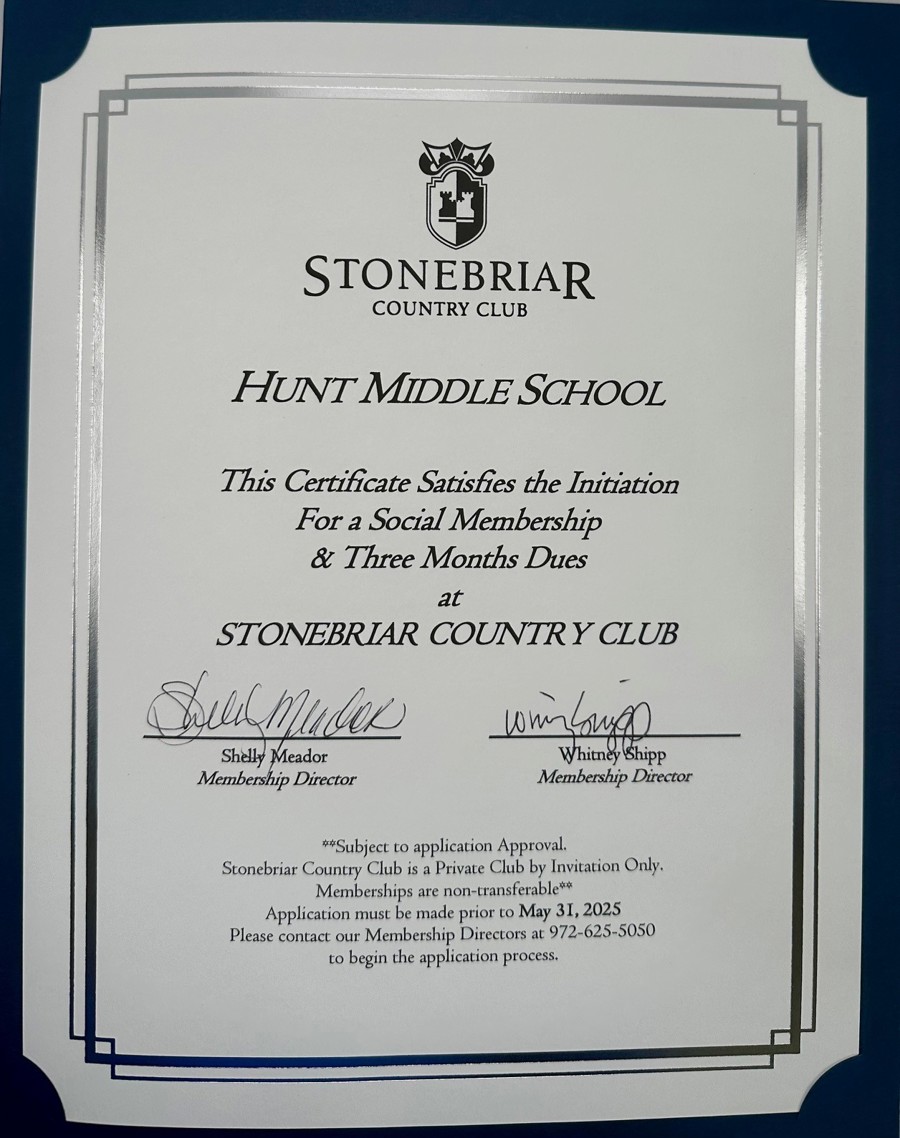 STONEBRIAR
COUNTRY CLUB
HUNT MIDDLE SCHOOL
This Certificate Satisfies the Initiation
For a Social Membership
& Three Months Dues
at
STONEBRIAR COUNTRY CLUB
Shelly Meador
Shelly Meador Whitney Shipp
Membership Director Membership Director
**Subject to application Approval.
Stonebriar Country Club is a Private Club by Invitation Only.
Memberships are non-transferable**
Application must be made prior to May 31, 2025
Please contact our Membership Directors at 972-625-5050
to begin the application process.